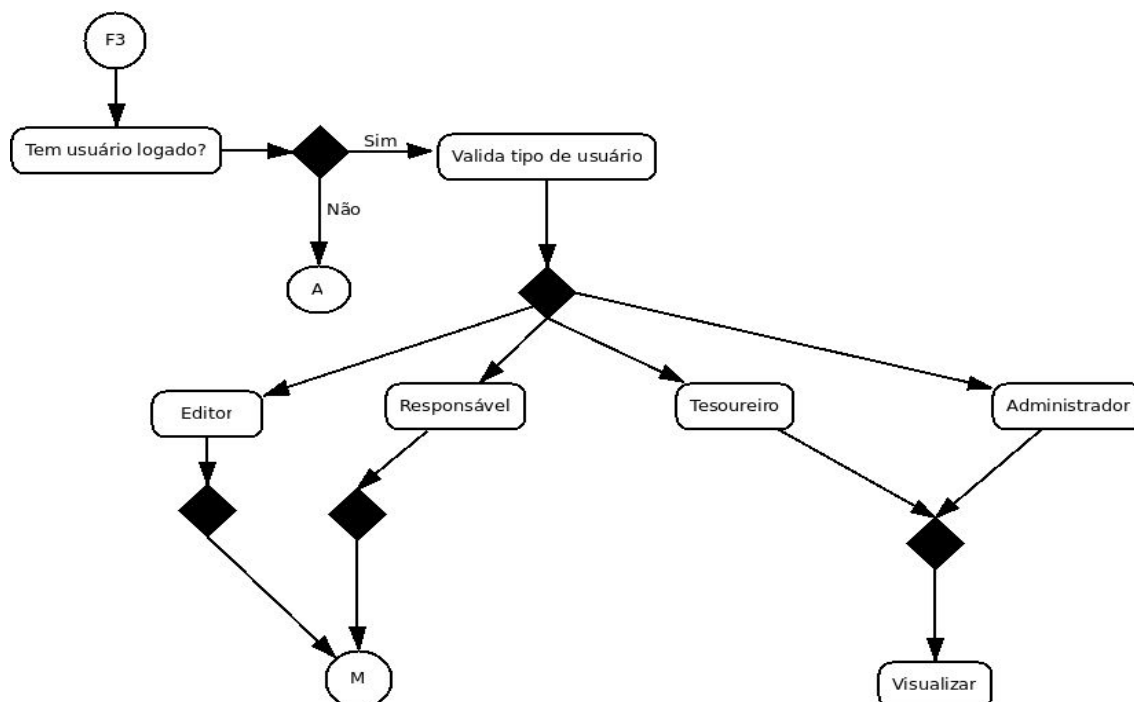 F3
Tem usuário logado?
Sim
Valida tipo de usuário
Não
A
Editor
Responsável
Tesoureiro
Administrador
M
Visualizar